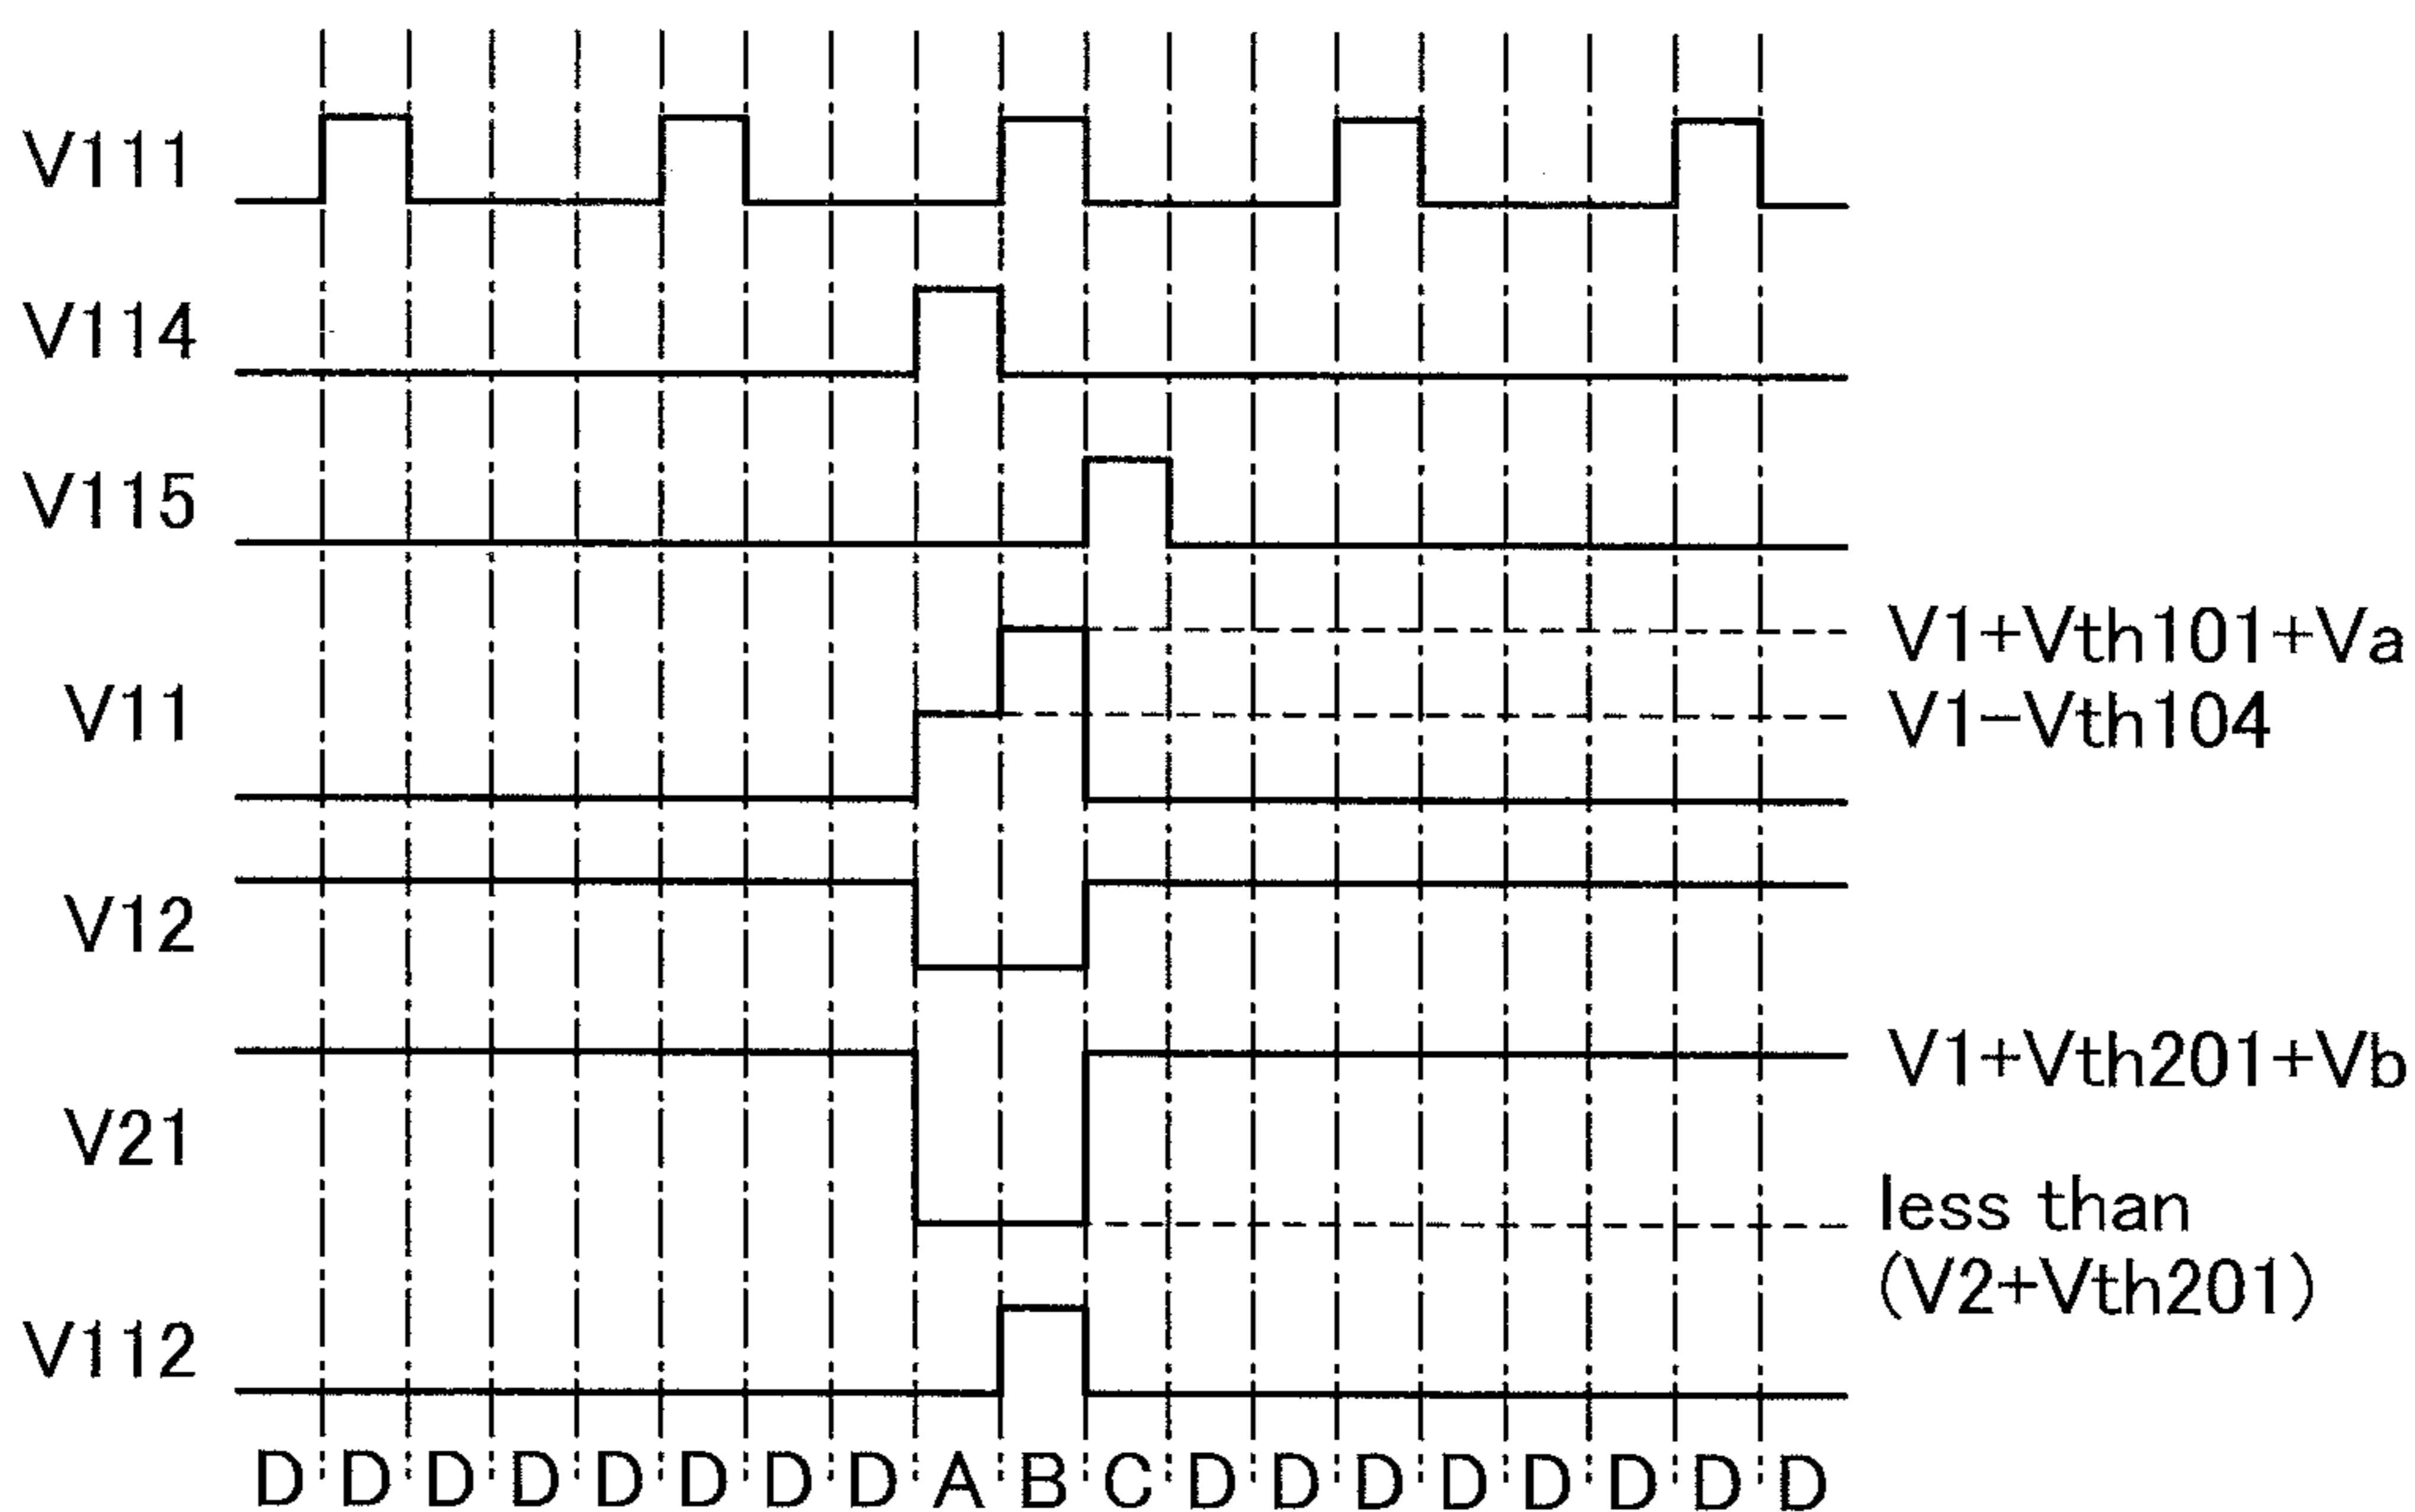 V111
V114
V115
V11
V1+Vth101+Va
V1-Vth104
V12
V21
V1+Vth201+Vb
less than
(V2+Vth201)
V112
D D D D D D D D A B C D D D D D D D D